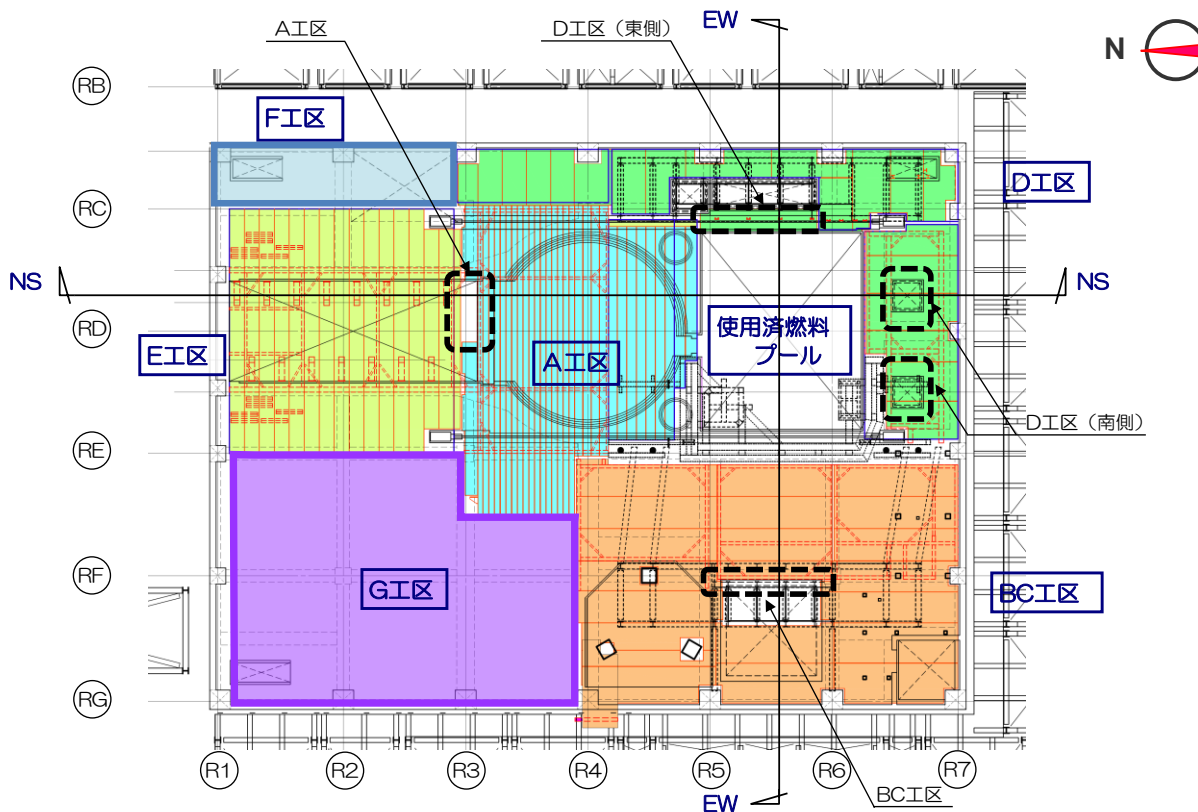 EW
A工区
D工区（東側）
N
RB
F工区
D工区
RC
NS
NS
RD
使用済燃料
プール
E工区
A工区
D工区（南側）
RE
RF
G工区
BC工区
RG
R1
R2
R3
R4
R5
R6
R7
EW
BC工区